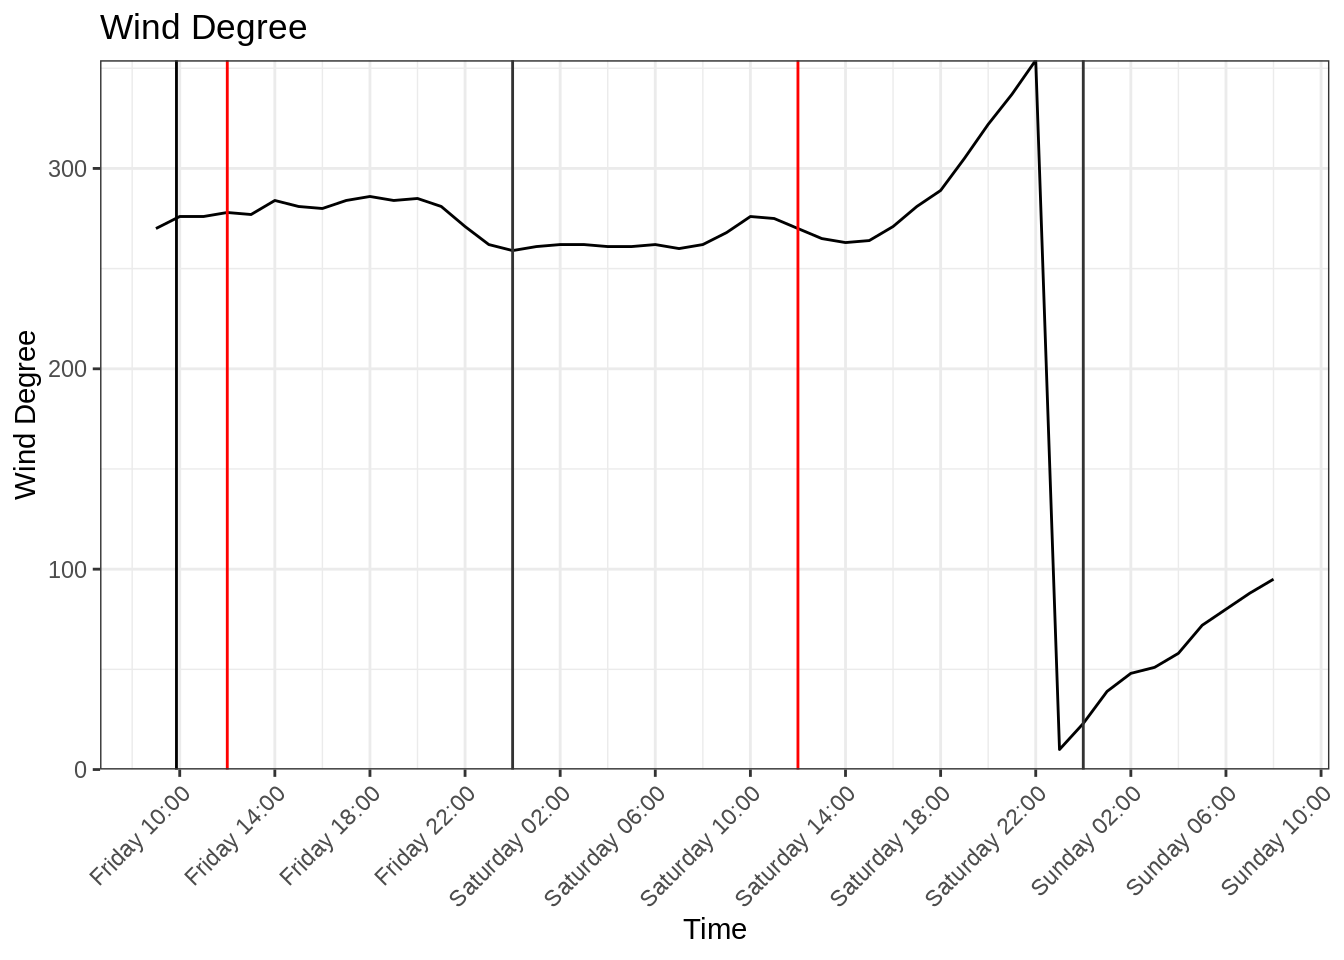 Wind Degree
Wind Degree
300
200
100
0
Friday 10:00
Friday 14:00
Friday 18:00
Friday 22:00
Saturday 02:00
Saturday 06:00
Saturday 10:00
Saturday 14:00
Saturday 18:00
Saturday 22:00
Sunday 02:00
Sunday 06:00
Sunday 10:00
Time